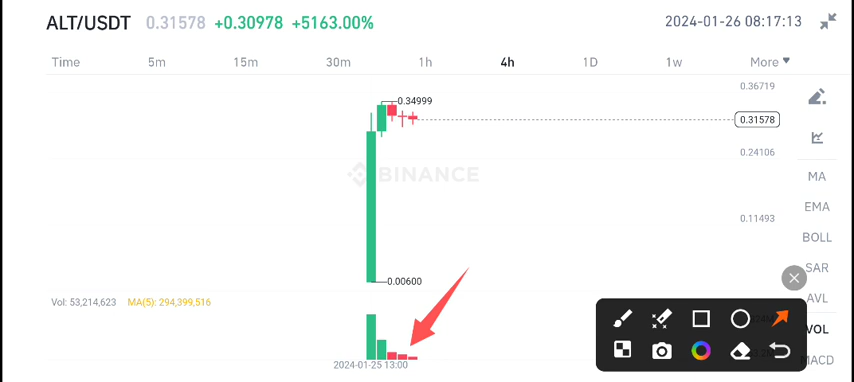 ALT/USDT 0.31578 +0.30978 +5163.00% 2024-01-26 08:17:13
Time 5m 15m 30m 1h 4h 1D 1w More
0.36719
0.34999
0.31578
0.24106
BINANCE
MA
EMA
0.11493
BOLL
SAR
0.00600
Vol: 53,214,623 MA(5): 294,399,516
AVL
VOL
MACD
2024-01-25 13:00